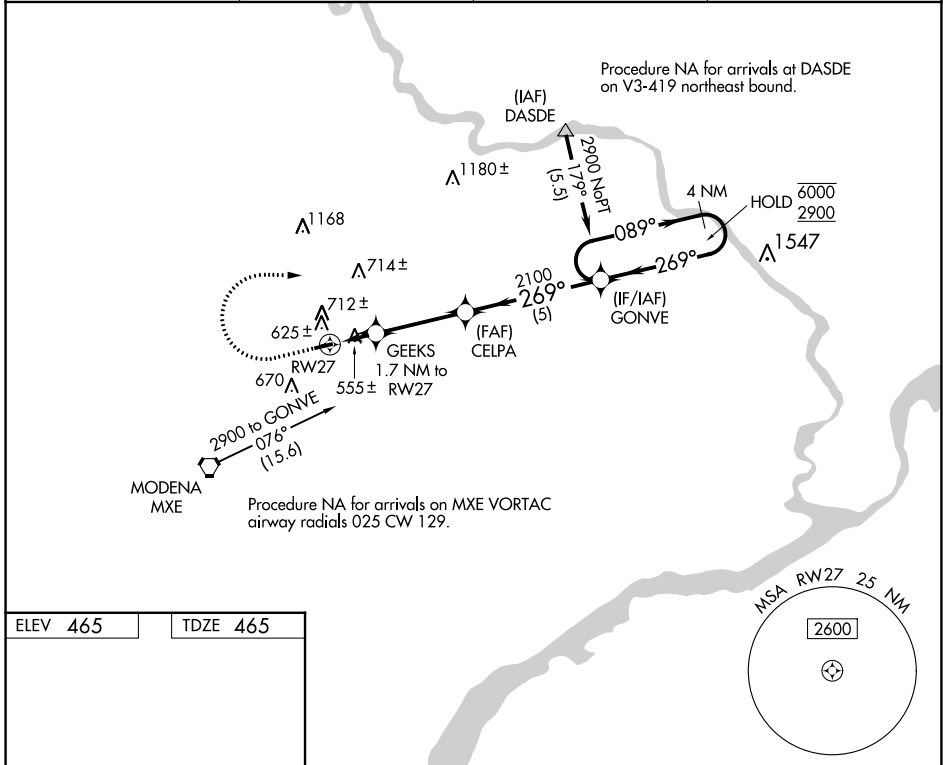 Procedure NA for arrivals at DASDE
on V3-419 northeast bound.
(IAF)
DASDE
2900 NoPT
179°
(5.5)
1180±
4 NM
HOLD
6000
2900
1168
089°
1547
714±
269°
2100
269°
(5)
(IF/IAF)
GONVE
712±
625±
(FAF)
CELPA
RW27
GEEKS
1.7 NM to
RW27
670
555±
2900 to GONVE
076°
(15.6)
MODENA
MXE
Procedure NA for arrivals on MXE VORTAC
airway radials 025 CW 129.
MSA RW27 25 NM
2600
ELEV 465
TDZE 465